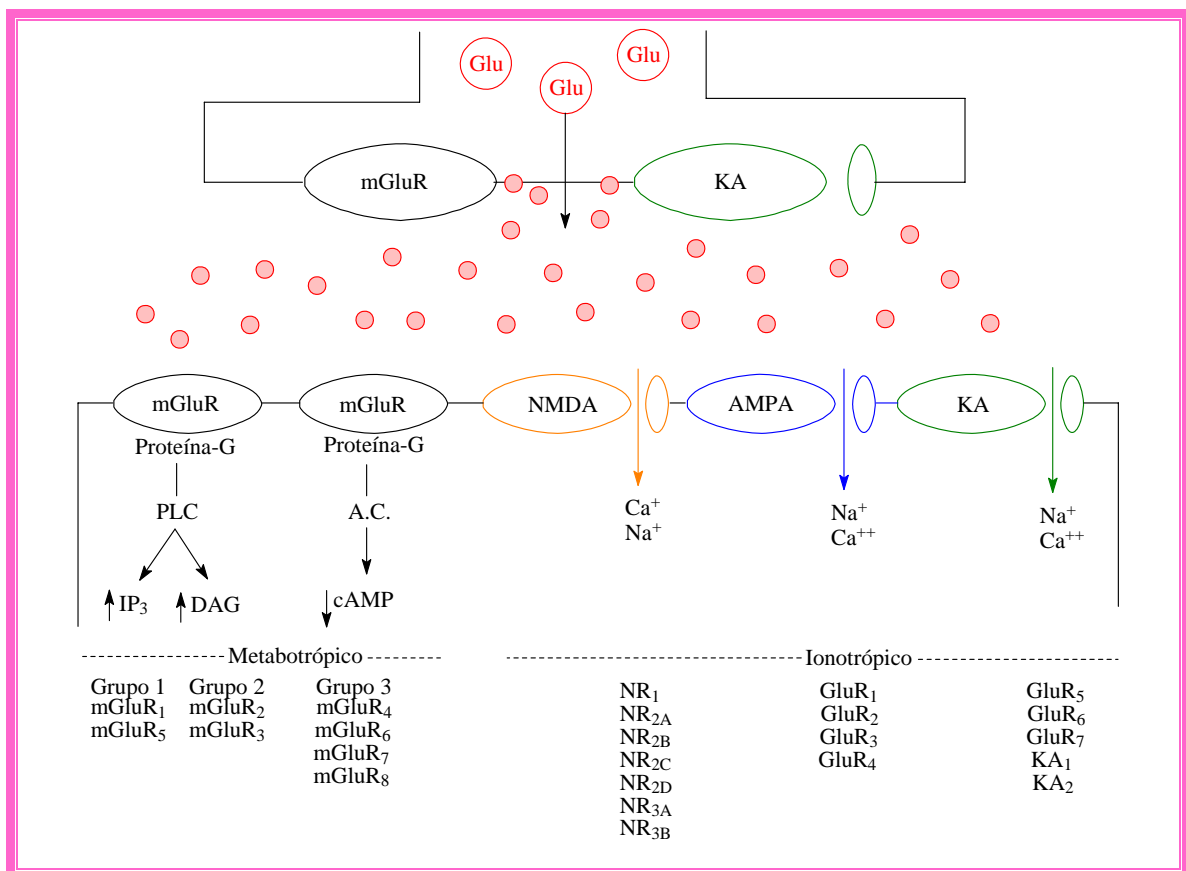 Glu
Glu
Glu
mGluR
KA
mGluR
mGluR
NMDA
AMPA
KA
Proteína-G
Proteína-G
PLC
A.C.
Ca⁺
Na⁺
Na⁺
Ca⁺⁺
Na⁺
Ca⁺⁺
IP₃
DAG
cAMP
Metabotrópico
Ionotrópico
Grupo 1
mGluR₁
mGluR₅
Grupo 2
mGluR₂
mGluR₃
Grupo 3
mGluR₄
mGluR₆
mGluR₇
mGluR₈
NR₁
NR2A
NR2B
NR2C
NR2D
NR3A
NR3B
GluR₁
GluR₂
GluR₃
GluR₄
GluR₅
GluR₆
GluR₇
KA₁
KA₂